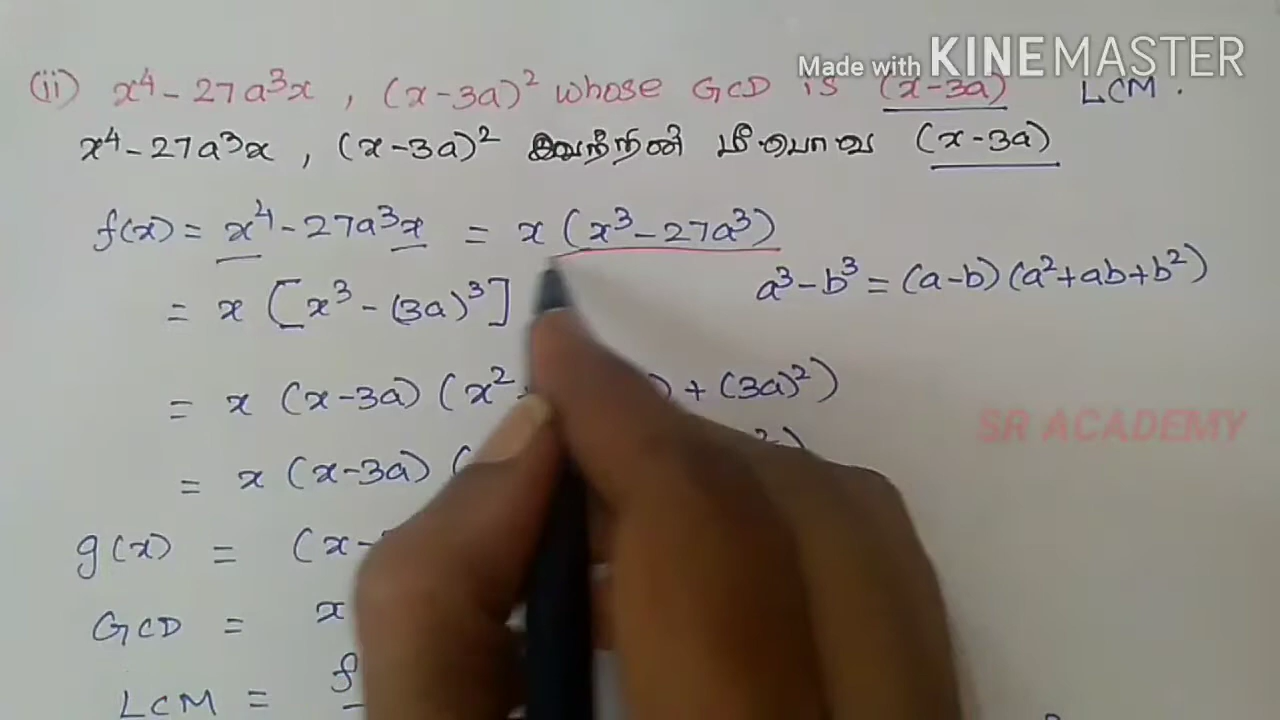 Made with KINEMASTER
(ii) x⁴ - 27a³x , (x-3a)² whose GCD is (x-3a) LCM .
x⁴ - 27a³x , (x-3a)² இவற்றின் மீ.பொ.வ (x-3a)
f(x) = x⁴ - 27a³x = x (x³ - 27a³)
a³ - b³ = (a-b) (a² + ab + b²)
= x [x³ - (3a)³]
= x (x-3a) (x² ) + (3a)²)
= x (x-3a) (
SR ACADEMY
g(x) = (x-
GCD = x
LCM = f